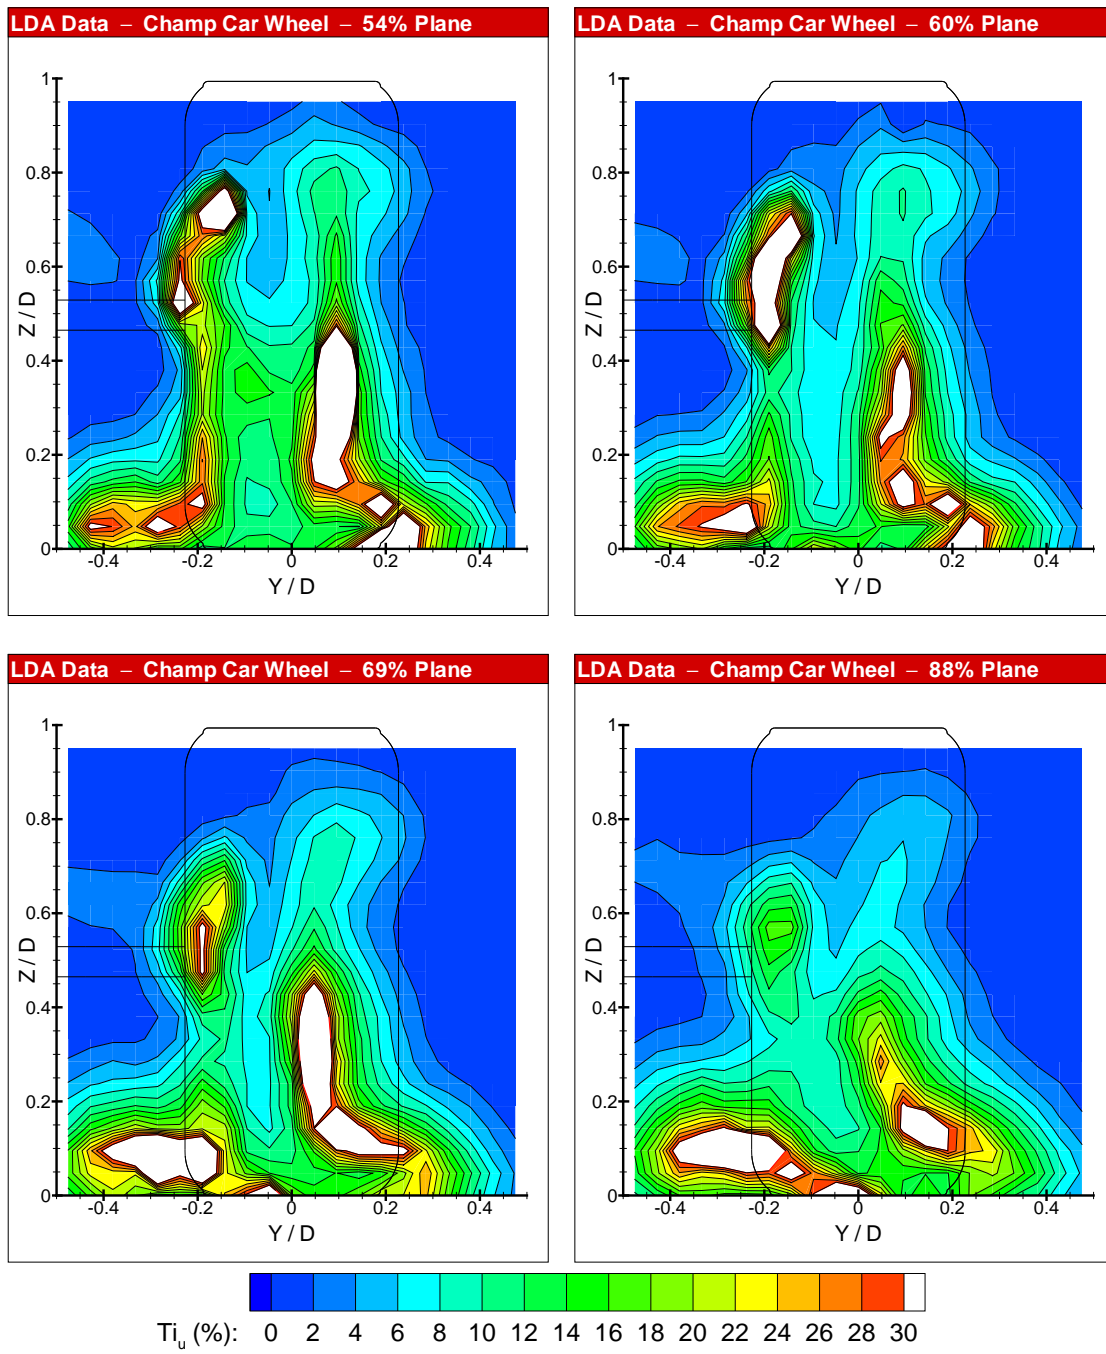 LDA Data – Champ Car Wheel – 54% Plane
1
0.8
0.6
0.4
0.2
0
Z / D
-0.4 -0.2 0 0.2 0.4
Y / D
LDA Data – Champ Car Wheel – 60% Plane
1
0.8
0.6
0.4
0.2
0
Z / D
-0.4 -0.2 0 0.2 0.4
Y / D
LDA Data – Champ Car Wheel – 69% Plane
1
0.8
0.6
0.4
0.2
0
Z / D
-0.4 -0.2 0 0.2 0.4
Y / D
LDA Data – Champ Car Wheel – 88% Plane
1
0.8
0.6
0.4
0.2
0
Z / D
-0.4 -0.2 0 0.2 0.4
Y / D
Ti_u (%): 0 2 4 6 8 10 12 14 16 18 20 22 24 26 28 30